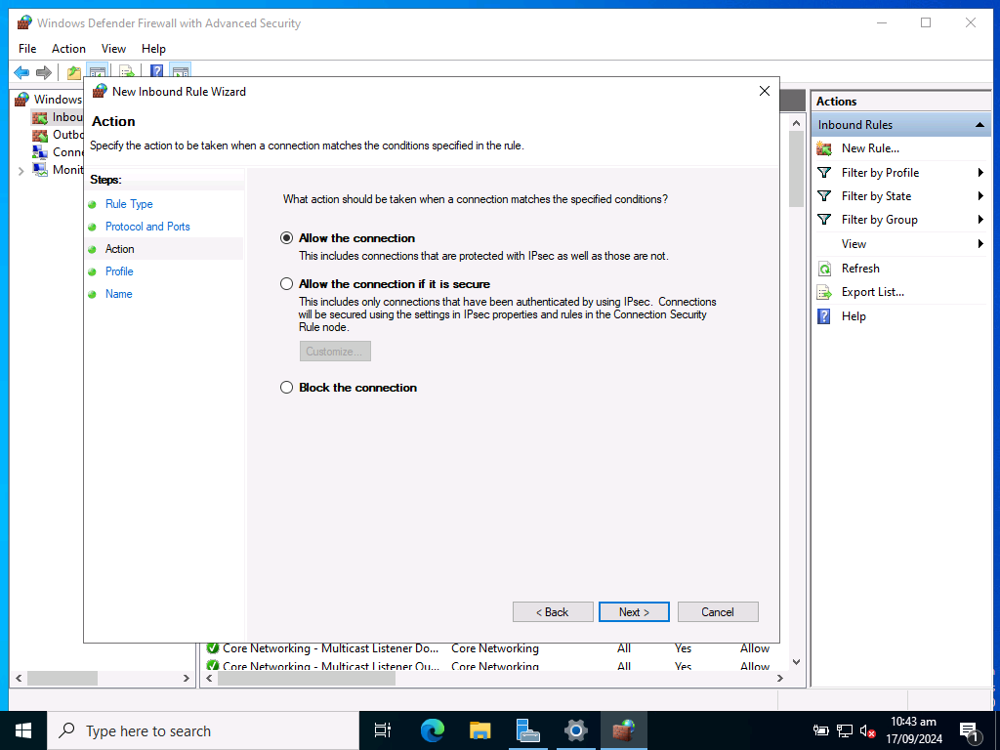 Windows Defender Firewall with Advanced Security
File Action View Help
Windows
Inbou
Outbo
Conne
Monit
New Inbound Rule Wizard
Action
Specify the action to be taken when a connection matches the conditions specified in the rule.
Steps:
Rule Type
Protocol and Ports
Action
Profile
Name
What action should be taken when a connection matches the specified conditions?
Allow the connection
This includes connections that are protected with IPsec as well as those are not.
Allow the connection if it is secure
This includes only connections that have been authenticated by using IPsec. Connections
will be secured using the settings in IPsec properties and rules in the Connection Security
Rule node.
Customize...
Block the connection
< Back
Next >
Cancel
Core Networking - Multicast Listener Do... Core Networking All Yes Allow
Core Networking - Multicast Listener Qu... Core Networking All Yes Allow
Actions
Inbound Rules
New Rule...
Filter by Profile
Filter by State
Filter by Group
View
Refresh
Export List...
Help
Type here to search
10:43 am
17/09/2024
1